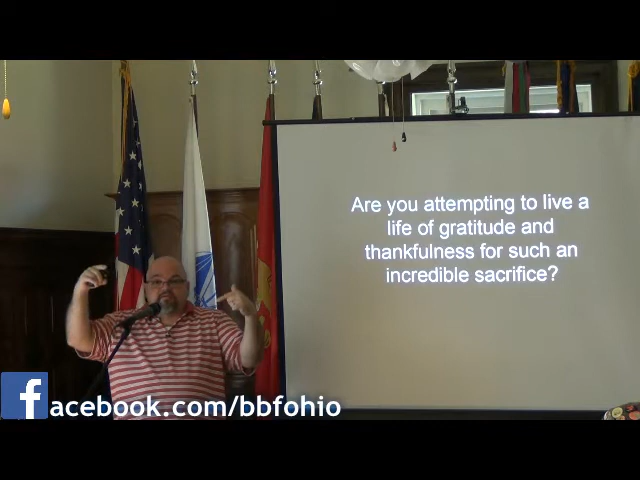 Are you attempting to live a
life of gratitude and
thankfulness for such an
incredible sacrifice?
facebook.com/bbfohio